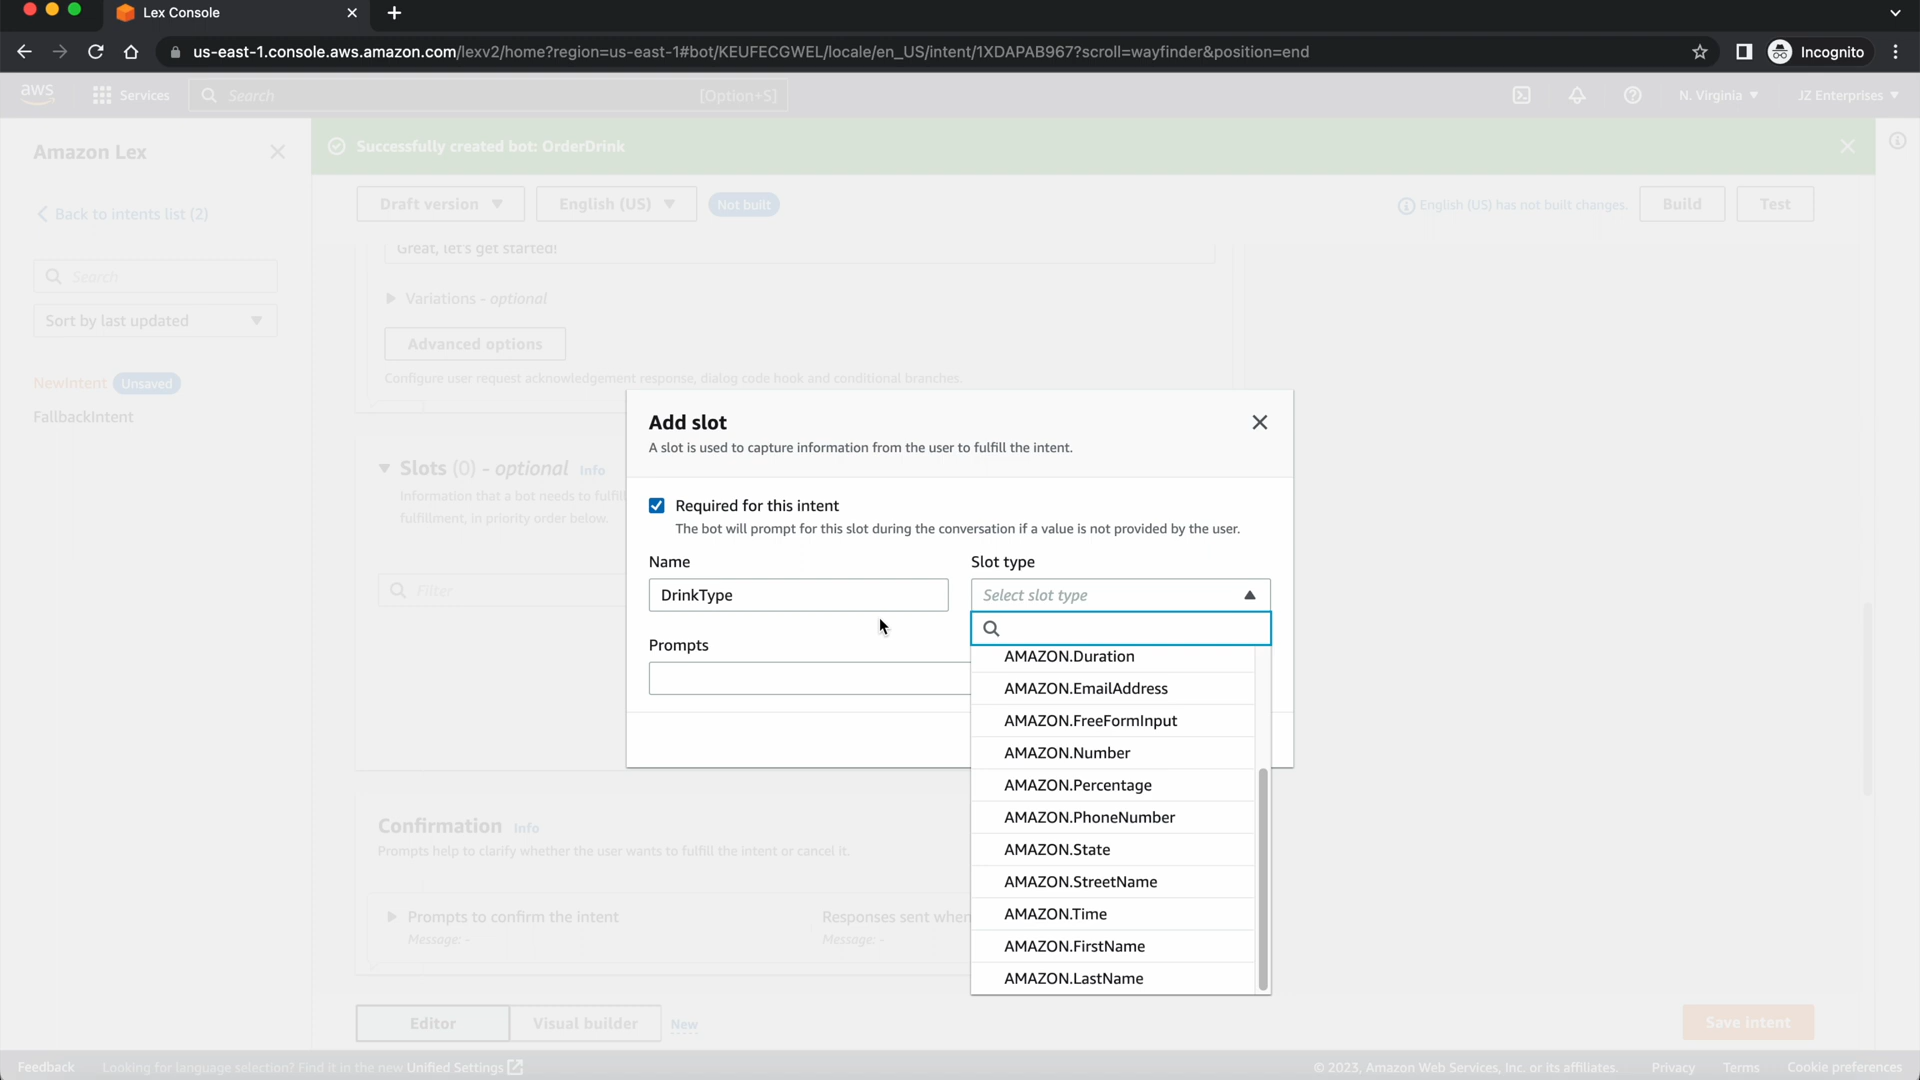 Lex Console
us-east-1.console.aws.amazon.com/lexv2/home?region=us-east-1#bot/KEUFECGWEL/locale/en_US/intent/1XDAPAB967?scroll=wayfinder&position=end
Incognito
aws
Services
Search
[Option+S]
N. Virginia
JZ Enterprises
Amazon Lex
Successfully created bot: OrderDrink
Back to intents list (2)
Draft version
English (US)
Not built
English (US) has not built changes.
Build
Test
Great, let's get started!
Search
Variations - optional
Sort by last updated
Advanced options
Configure user request acknowledgement response, dialog code hook and conditional branches.
NewIntent
Unsaved
FallbackIntent
Add slot
A slot is used to capture information from the user to fulfill the intent.
Slots (0) - optional
Info
Information that a bot needs to fulfill
fulfillment, in priority order below.
Filter
Required for this intent
The bot will prompt for this slot during the conversation if a value is not provided by the user.
Name
Slot type
DrinkType
Select slot type
Prompts
AMAZON.Duration
AMAZON.EmailAddress
AMAZON.FreeFormInput
AMAZON.Number
AMAZON.Percentage
AMAZON.PhoneNumber
AMAZON.State
AMAZON.StreetName
AMAZON.Time
AMAZON.FirstName
AMAZON.LastName
Confirmation
Info
Prompts help to clarify whether the user wants to fulfill the intent or cancel it.
Prompts to confirm the intent
Message: -
Responses sent when
Message: -
Editor
Visual builder
New
Save intent
Feedback
Looking for language selection? Find it in the new Unified Settings
© 2023, Amazon Web Services, Inc. or its affiliates.
Privacy
Terms
Cookie preferences